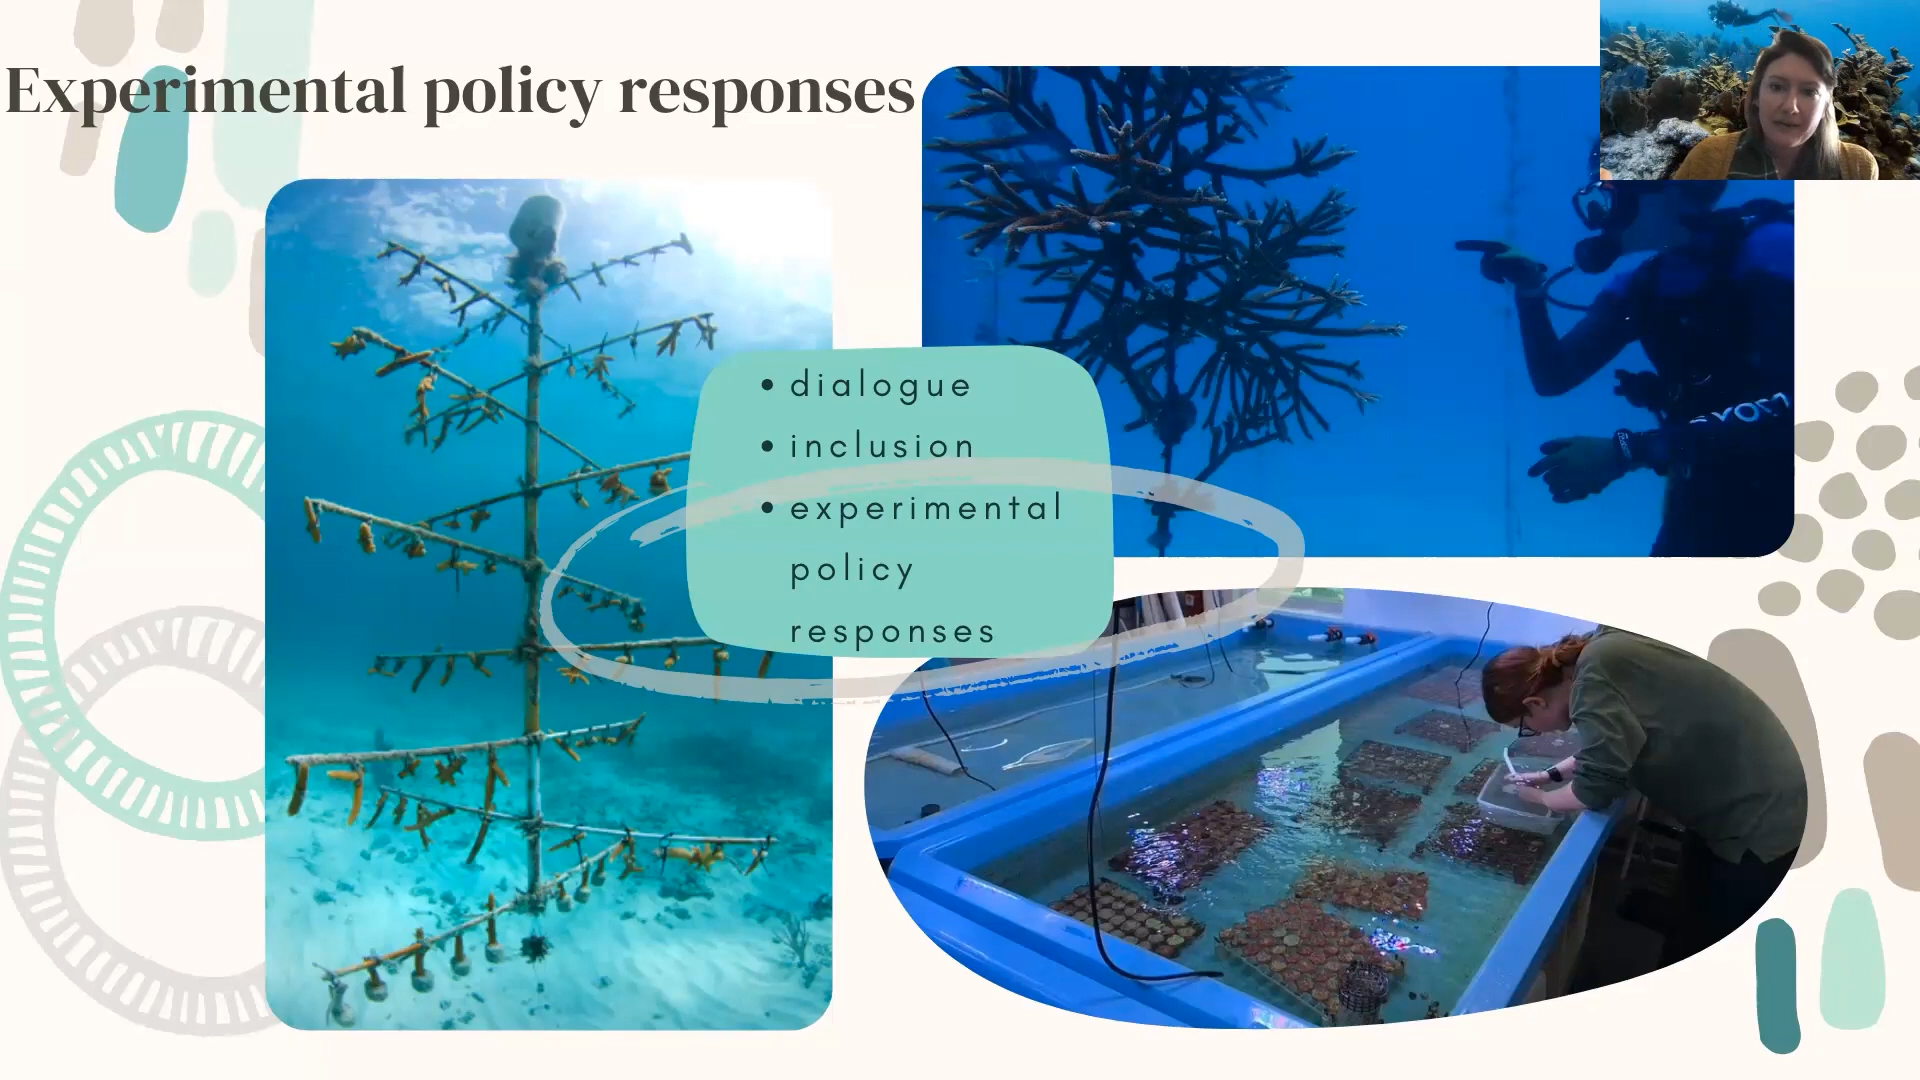 Experimental policy responses
• dialogue
• inclusion
• experimental
policy
responses